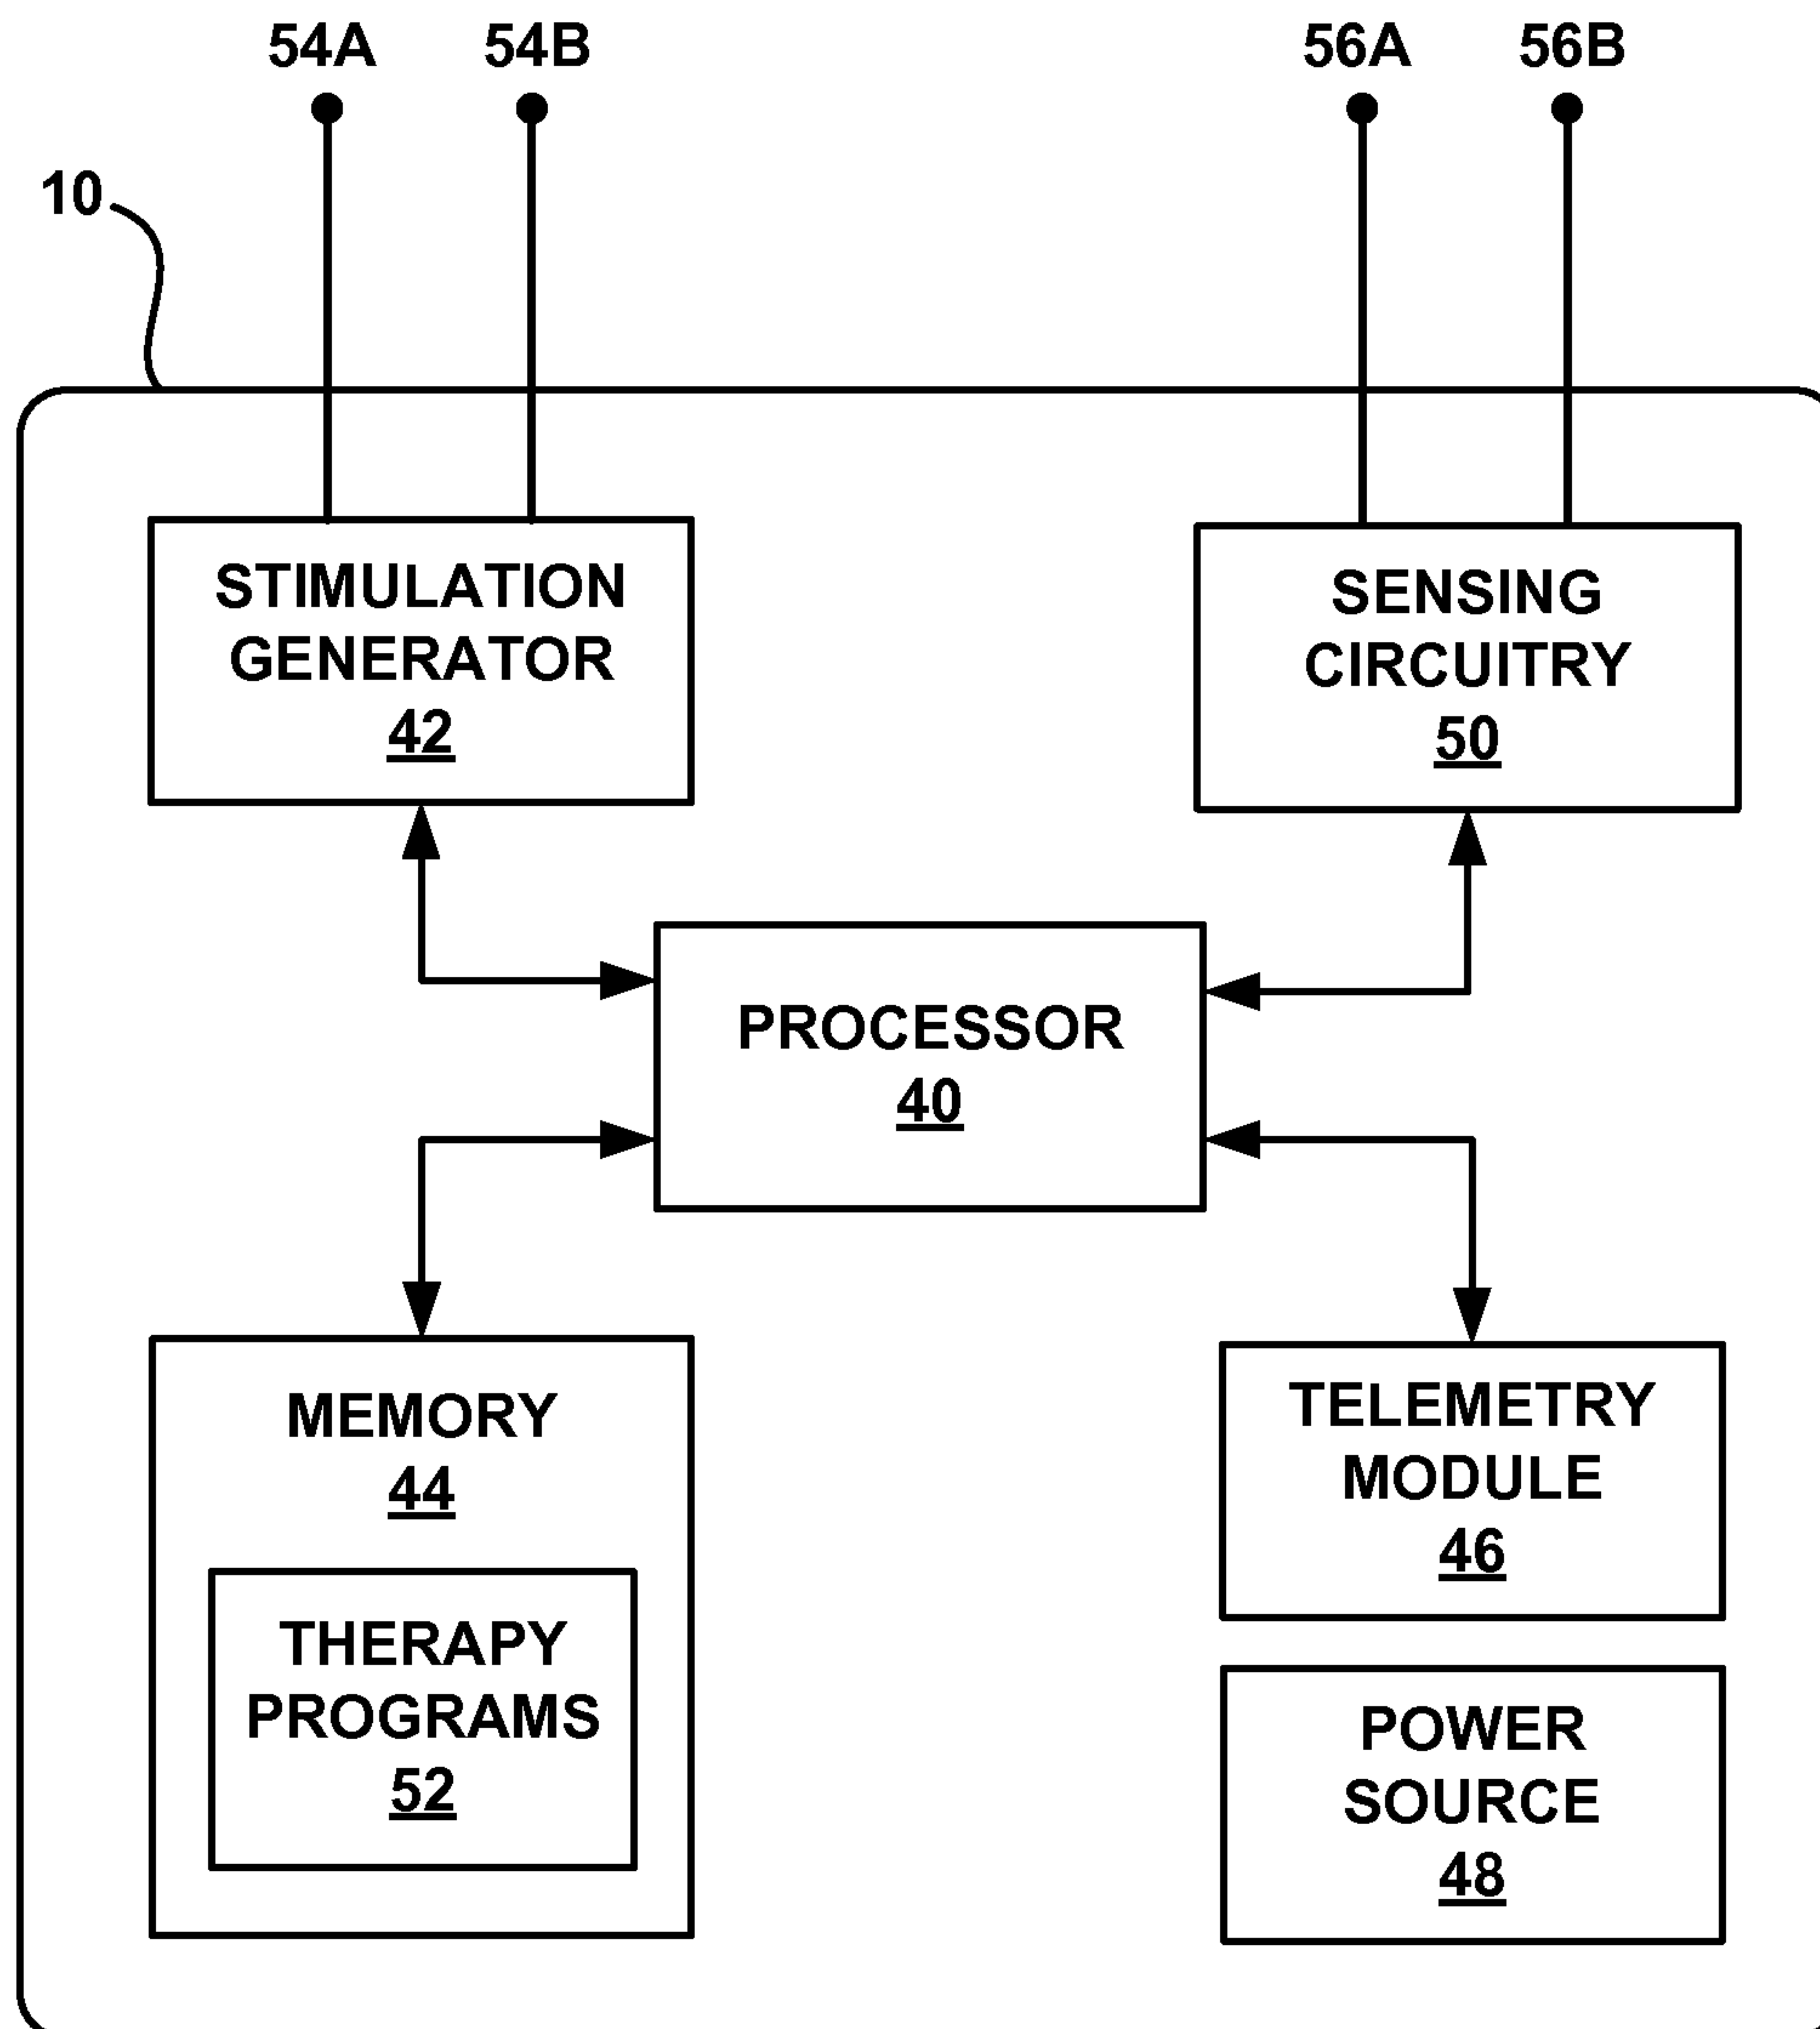 54A 54B 56A 56B
10
STIMULATION
GENERATOR
42
SENSING
CIRCUITRY
50
PROCESSOR
40
MEMORY
44
THERAPY
PROGRAMS
52
TELEMETRY
MODULE
46
POWER
SOURCE
48